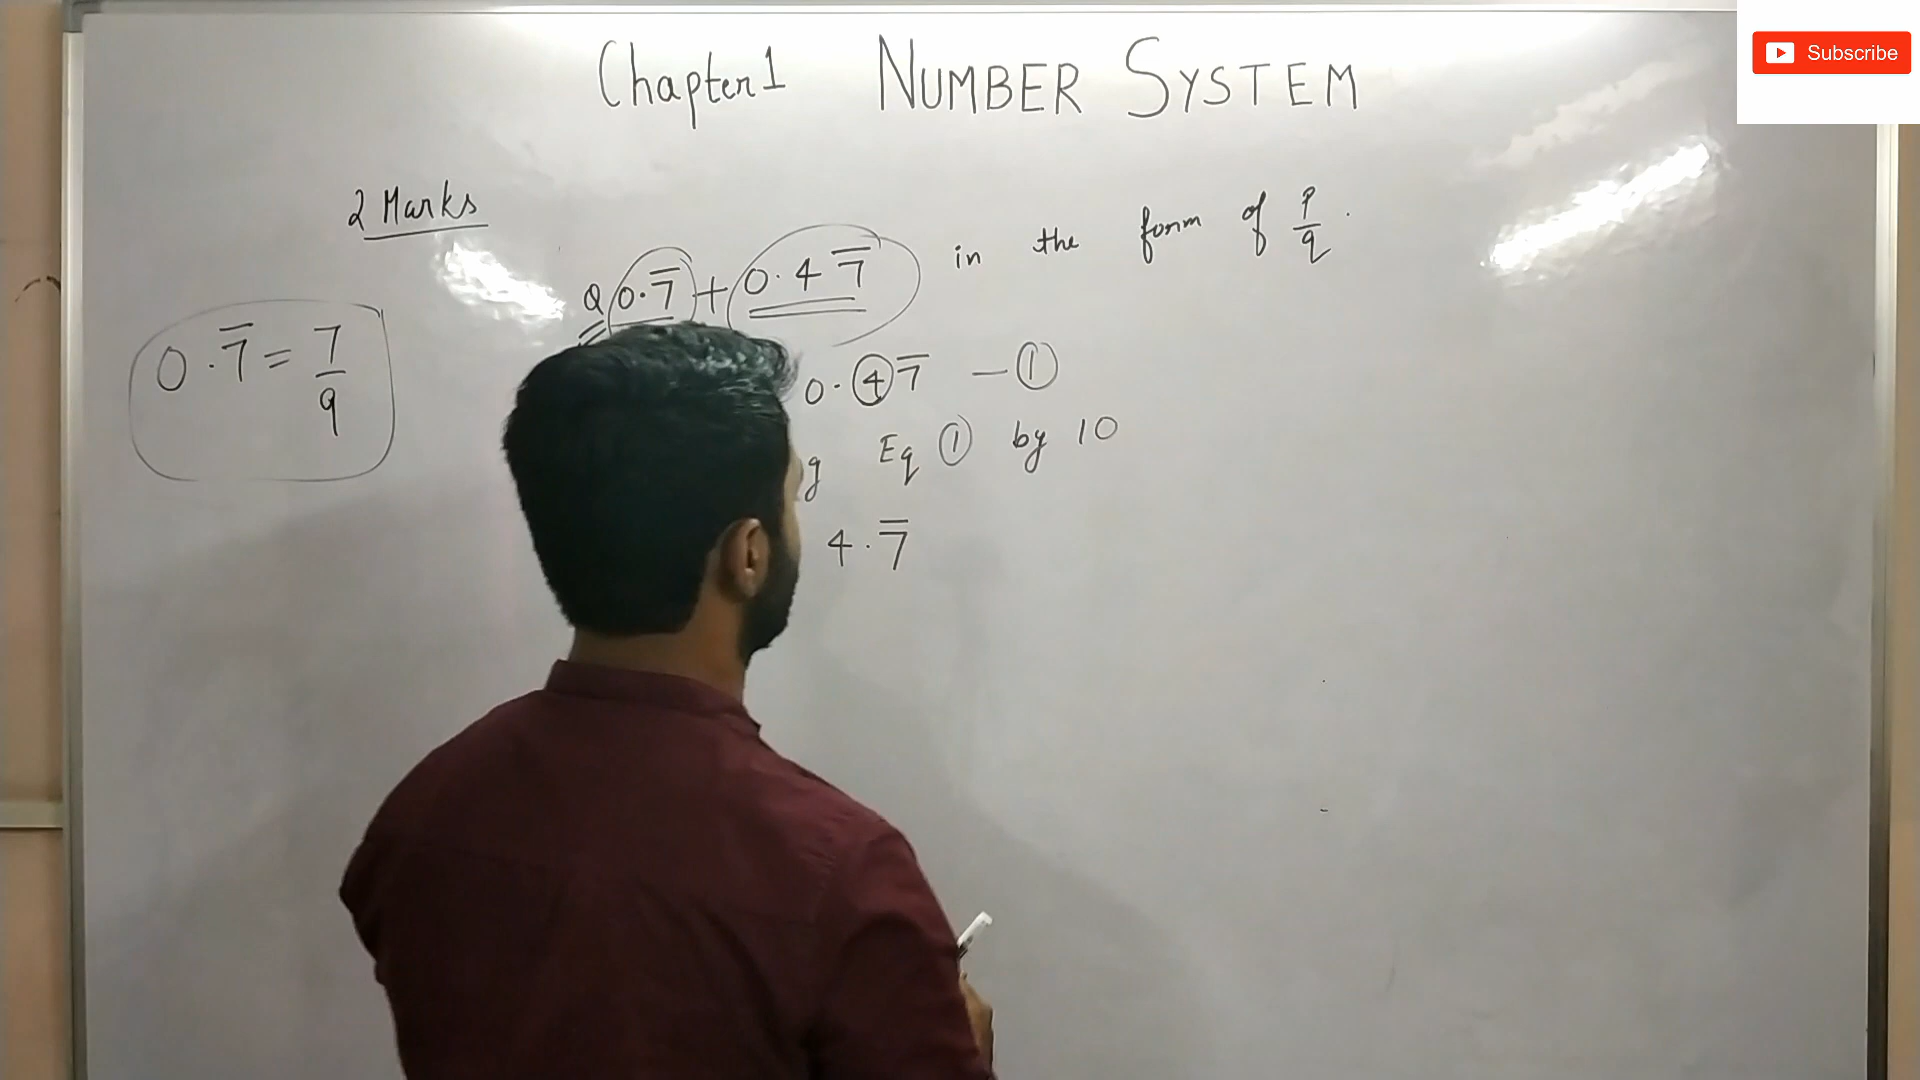 Chapter 1 NUMBER SYSTEM
Subscribe
2 Marks
Q 0.7̅ + 0.47̅ in the form of p/q.
0.7̅ = 7/9
0.47̅ - ①
g Eq ① by 10
4.7̅